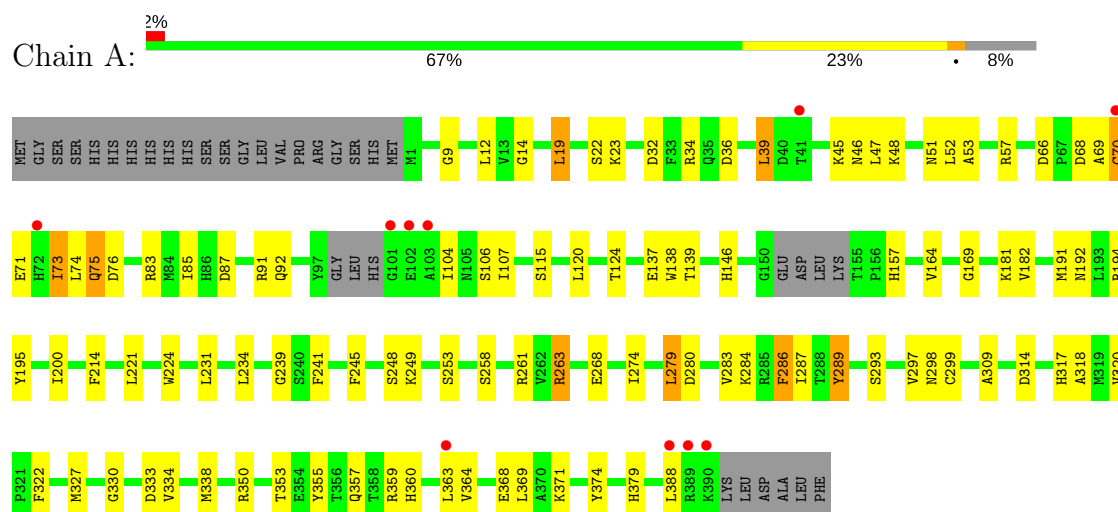 2%
Chain A:
67% 23% • 8%
MET GLY SER SER HIS HIS HIS HIS HIS HIS SER SER GLY LEU VAL PRO ARG GLY SER HIS MET M1 G9 L12 V13 G14 L19 S22 K23 D32 F33 R34 Q35 D36 L39 D40 T41 K45 N46 L47 K48 N51 L52 A53 R57 D66 P67 D68 A69
E71 H72 I73 L74 Q75 D76 R83 M84 I85 H86 D87 R91 Q92 Y97 GLY LEU HIS G101 E102 A103 I104 N105 S106 I107 S115 L120 T124 E137 W138 T139 H146 G150 GLU ASP LEU LYS T155 P156 H157 V164 G169 K181 V182 M191 N192 L193
Y195 I200 F214 L221 W224 L231 L234 G239 S240 F241 F245 S248 K249 S253 S258 R261 V262 R263 E268 I274 L279 D280 V283 K284 R285 F286 I287 T288 Y289 S293 V297 N298 C299 A309 D314 H317 A318 M319
P321 F322 M327 G330 D333 V334 M338 R350 T353 E354 Y355 T356 Q357 T358 R359 H360 L363 V364 E368 L369 A370 K371 Y374 H379 L388 R389 K390 LYS LEU ASP ALA LEU PHE